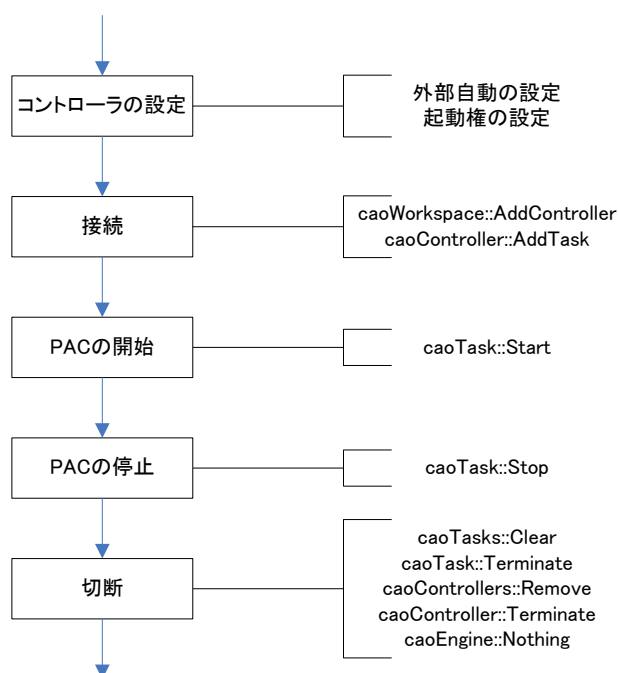 コントローラの設定
外部自動の設定
起動権の設定
接続
caoWorkspace::AddController
caoController::AddTask
PACの開始
caoTask::Start
PACの停止
caoTask::Stop
切断
caoTasks::Clear
caoTask::Terminate
caoControllers::Remove
caoController::Terminate
caoEngine::Nothing